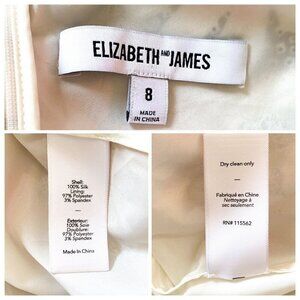 ELIZABETH AND JAMES
8
MADE
IN CHINA
Shell:
100% Silk
Lining:
97% Polyester
3% Spandex
Exterieur:
100% Soie
Doublure:
97% Polyester
3% Spandex
Made In China
Dry clean only
Fabriqué en Chine
Nettoyage à
sec seulement
RN# 115562